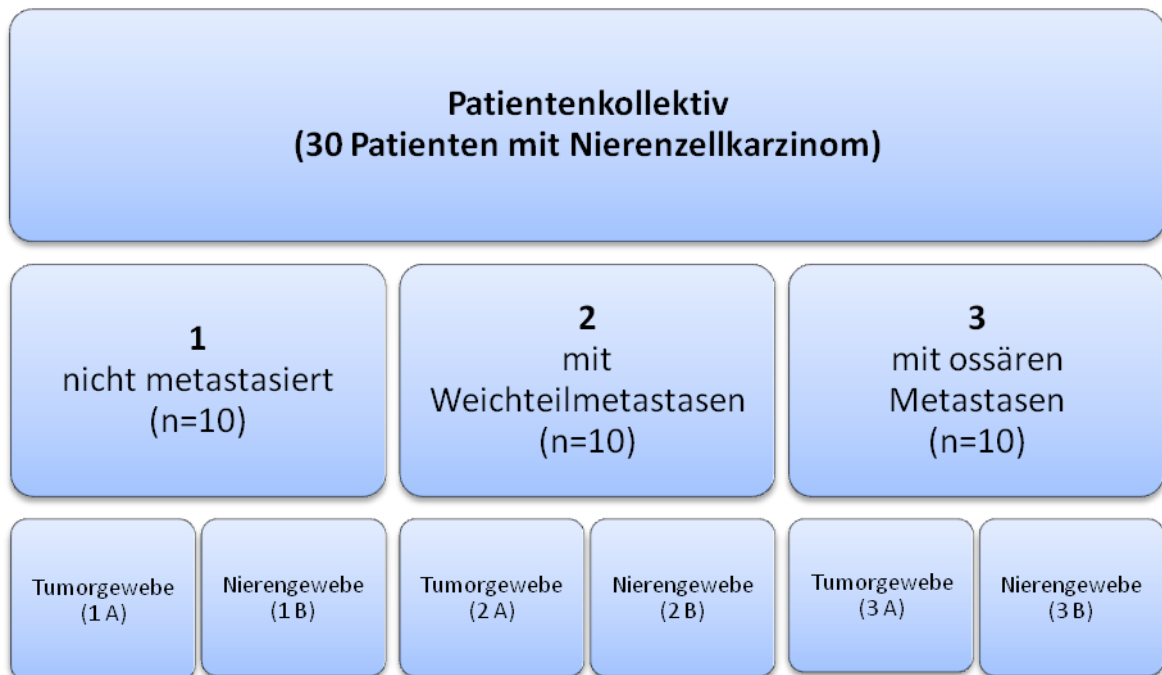 Patientenkollektiv
(30 Patienten mit Nierenzellkarzinom)
1
nicht metastasiert
(n=10)
2
mit
Weichteilmetastasen
(n=10)
3
mit ossären
Metastasen
(n=10)
Tumorgewebe
(1 A)
Nierengewebe
(1 B)
Tumorgewebe
(2 A)
Nierengewebe
(2 B)
Tumorgewebe
(3 A)
Nierengewebe
(3 B)